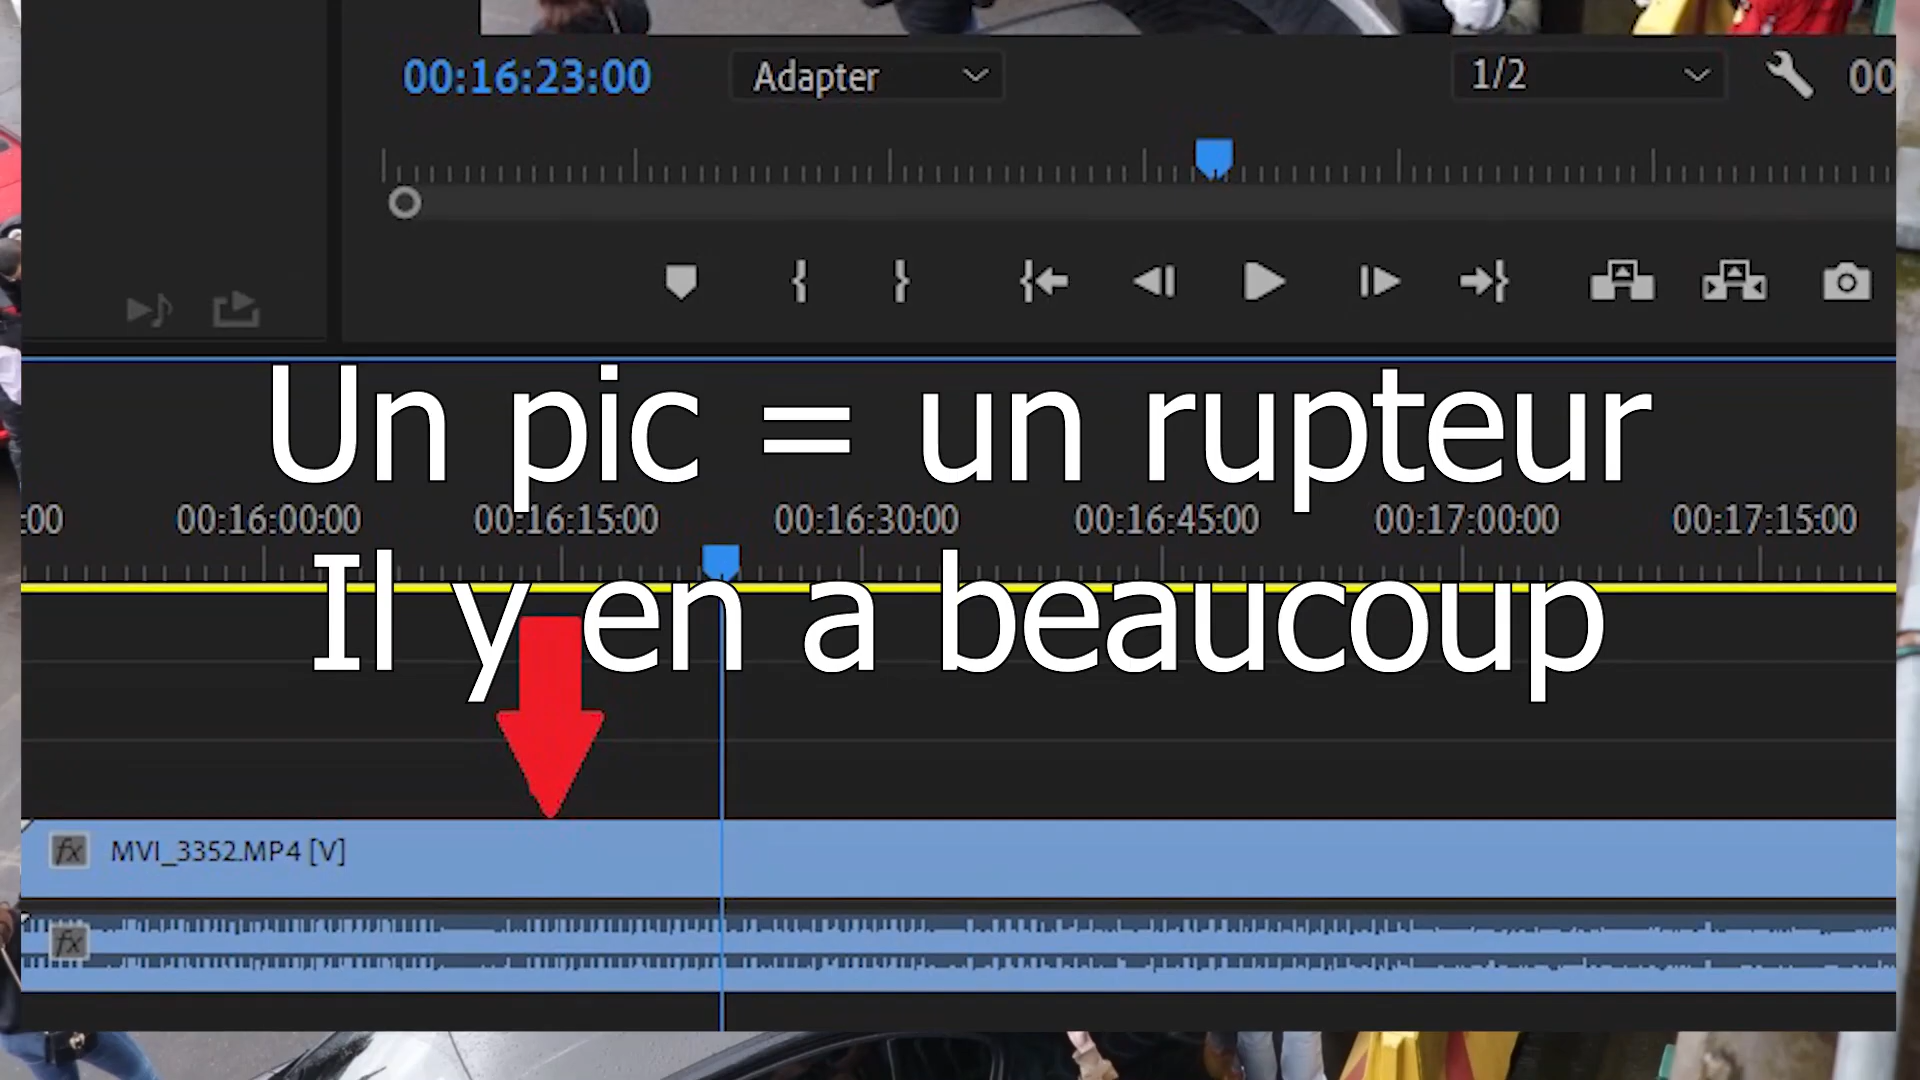 00:16:23:00 Adapter 1/2 00
Un pic = un rupteur
:00 00:16:00:00 00:16:15:00 00:16:30:00 00:16:45:00 00:17:00:00 00:17:15:00
Il y en a beaucoup
fx MVI_3352.MP4 [V]
fx